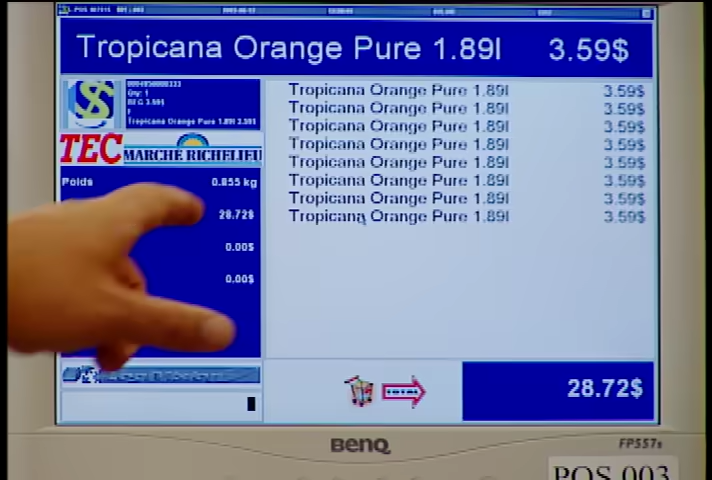 Tropicana Orange Pure 1.89l 3.59$
Qty: 1
REG 3.59$
Tropicana Orange Pure 1.89l 3.59$
TEC MARCHE RICHELIEU
Poids 0.855 kg
28.72$
0.00$
0.00$
Tropicana Orange Pure 1.89l 3.59$
Tropicana Orange Pure 1.89l 3.59$
Tropicana Orange Pure 1.89l 3.59$
Tropicana Orange Pure 1.89l 3.59$
Tropicana Orange Pure 1.89l 3.59$
Tropicana Orange Pure 1.89l 3.59$
Tropicana Orange Pure 1.89l 3.59$
Tropicana Orange Pure 1.89l 3.59$
TOTAL
28.72$
BENQ
FP557s
POS 003